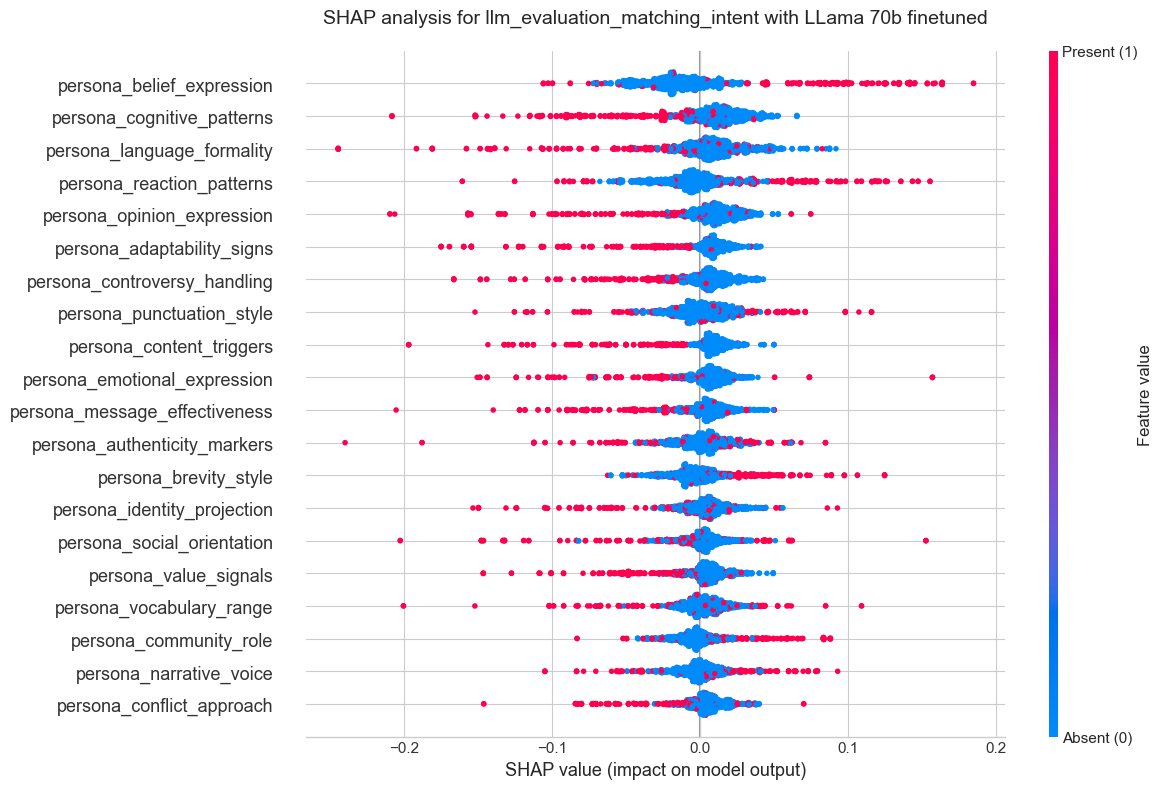 SHAP analysis for llm_evaluation_matching_intent with LLama 70b finetuned
Present (1)
persona_belief_expression
persona_cognitive_patterns
persona_language_formality
persona_reaction_patterns
persona_opinion_expression
persona_adaptability_signs
persona_controversy_handling
persona_punctuation_style
persona_content_triggers
persona_emotional_expression
persona_message_effectiveness
persona_authenticity_markers
persona_brevity_style
persona_identity_projection
persona_social_orientation
persona_value_signals
persona_vocabulary_range
persona_community_role
persona_narrative_voice
persona_conflict_approach
Feature value
Absent (0)
−0.2 −0.1 0.0 0.1 0.2
SHAP value (impact on model output)